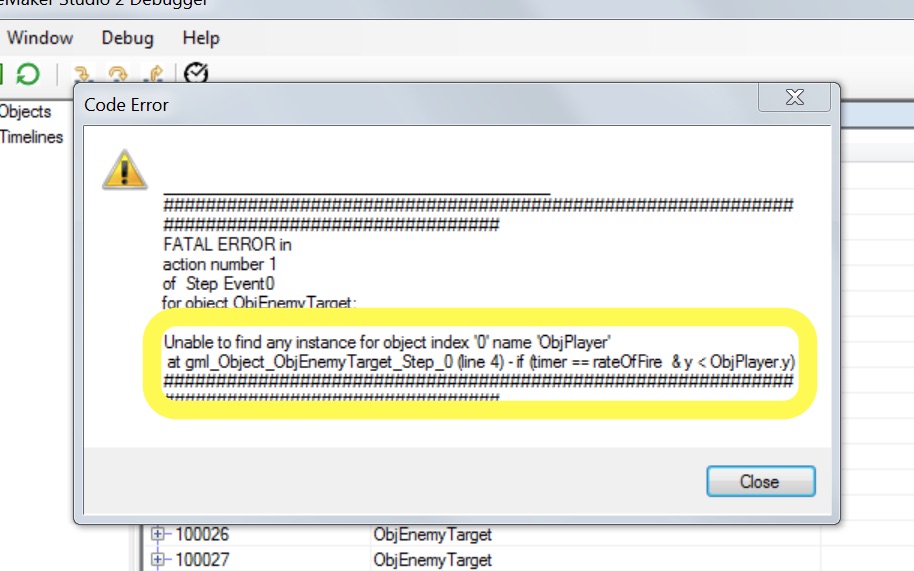 eMaker Studio 2 Debugger
Window Debug Help
Objects
Timelines
Code Error
############################################################
################################
FATAL ERROR in
action number 1
of Step Event0
for object ObjEnemyTarget:
Unable to find any instance for object index '0' name 'ObjPlayer'
at gml_Object_ObjEnemyTarget_Step_0 (line 4) - if (timer == rateOfFire & y < ObjPlayer.y)
############################################################
################################
Close
100026 ObjEnemyTarget
100027 ObjEnemyTarget